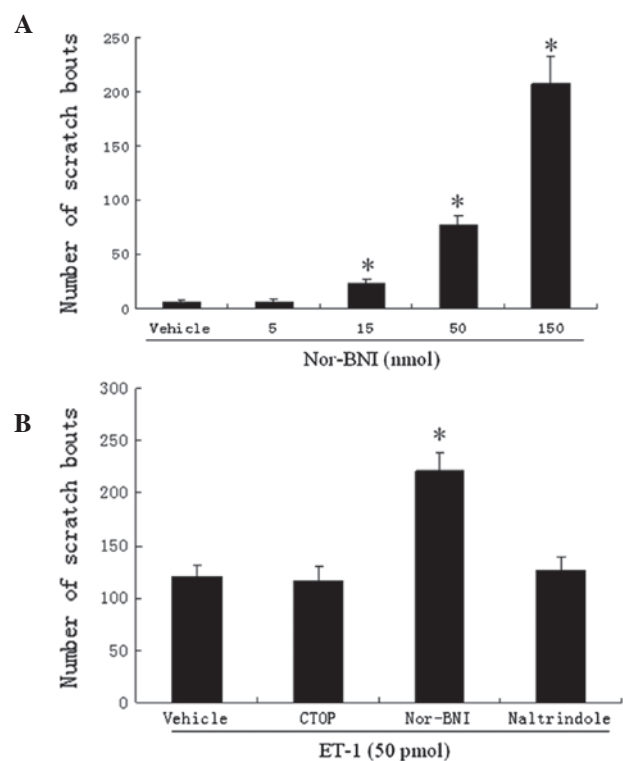 A
Number of scratch bouts
250
200
150
100
50
0
*
*
*
Vehicle 5 15 50 150
Nor-BNI (nmol)
B
Number of scratch bouts
300
250
200
150
100
50
0
*
Vehicle CTOP Nor-BNI Naltrindole
ET-1 (50 pmol)